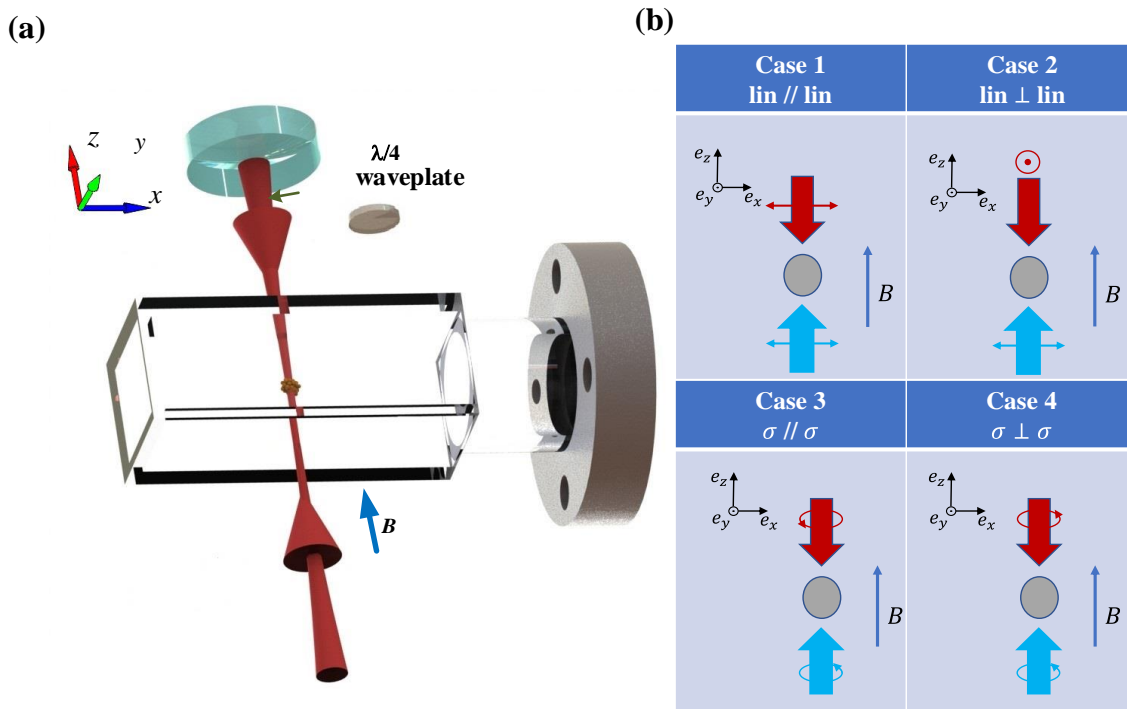 (a)
z
y
x
λ/4
waveplate
B
(b)
Case 1
lin // lin
Case 2
lin ⊥ lin
e_z
e_y
e_x
B
e_z
e_y
e_x
B
Case 3
σ // σ
Case 4
σ ⊥ σ
e_z
e_y
e_x
B
e_z
e_y
e_x
B